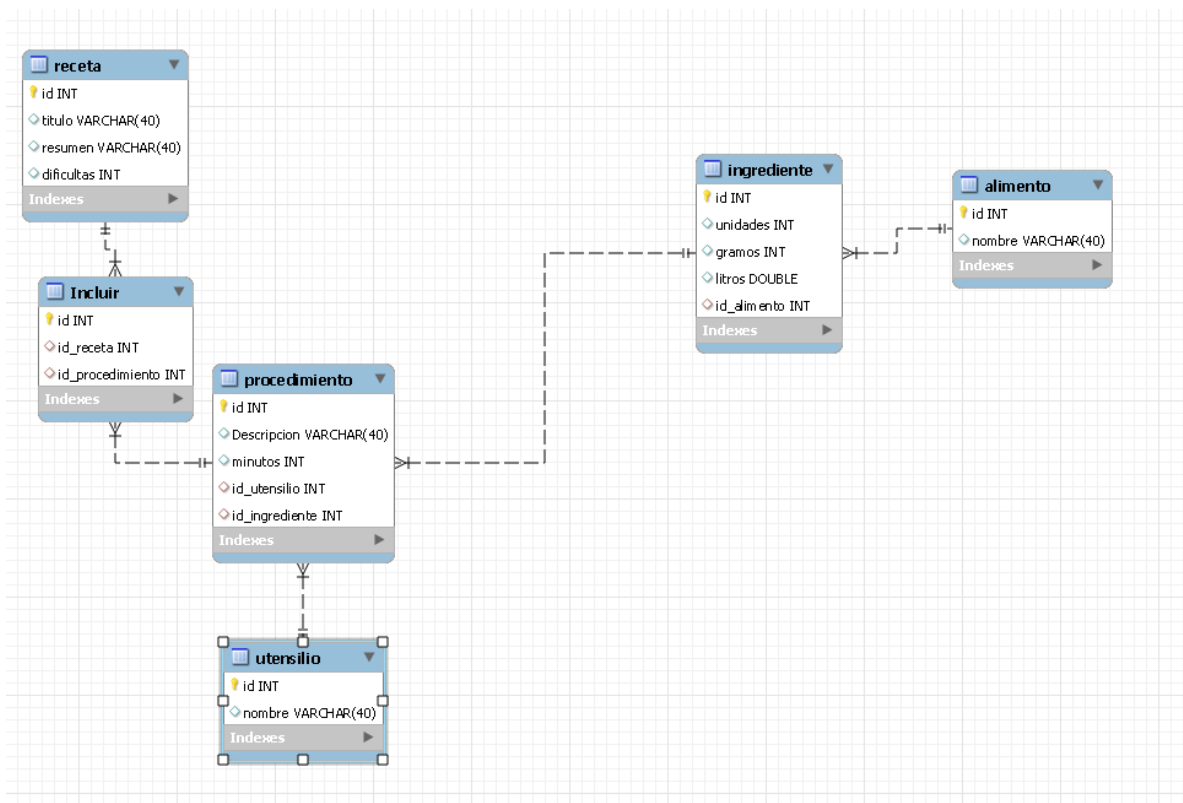 receta
id INT
titulo VARCHAR(40)
resumen VARCHAR(40)
dificultas INT
Indexes
Incluir
id INT
id_receta INT
id_procedimiento INT
Indexes
procedimiento
id INT
Descripcion VARCHAR(40)
minutos INT
id_utensilio INT
id_ingrediente INT
Indexes
utensilio
id INT
nombre VARCHAR(40)
Indexes
ingrediente
id INT
unidades INT
gramos INT
litros DOUBLE
id_alimento INT
Indexes
alimento
id INT
nombre VARCHAR(40)
Indexes